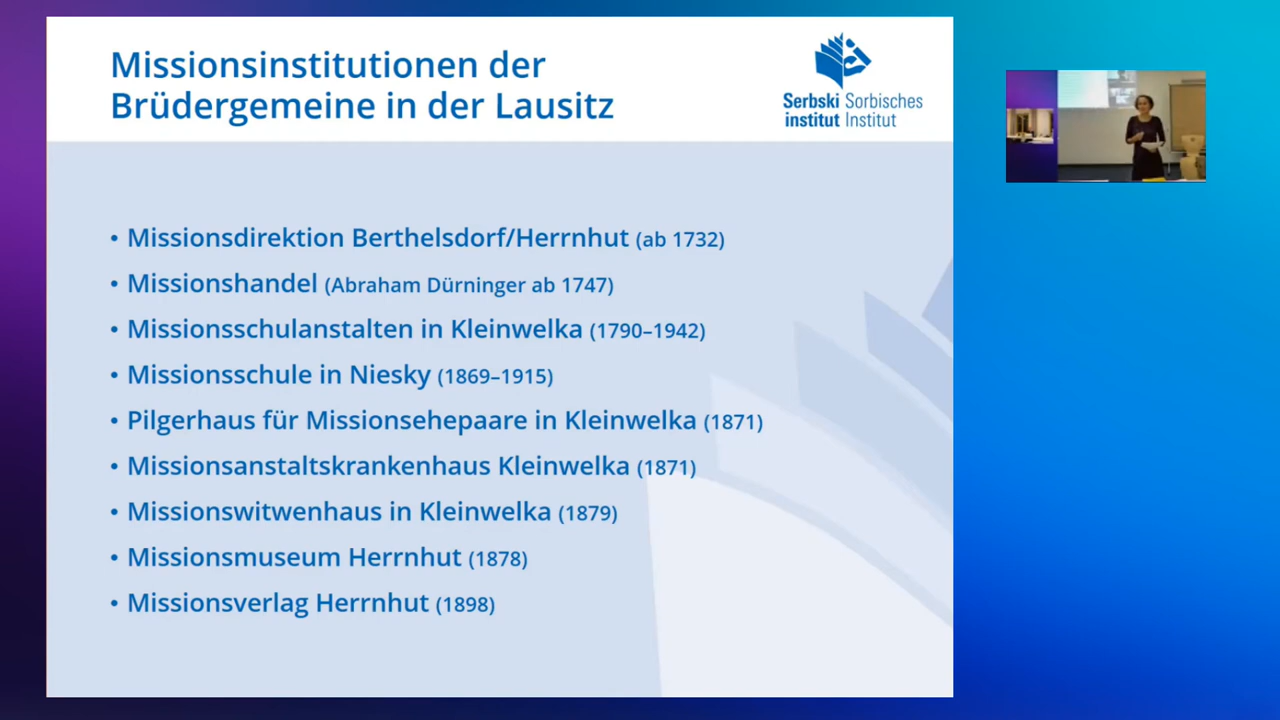 Missionsinstitutionen der
Brüdergemeine in der Lausitz
Serbski Sorbisches
institut Institut
• Missionsdirektion Berthelsdorf/Herrnhut (ab 1732)
• Missionshandel (Abraham Dürninger ab 1747)
• Missionsschulanstalten in Kleinwelka (1790–1942)
• Missionsschule in Niesky (1869–1915)
• Pilgerhaus für Missionsehepaare in Kleinwelka (1871)
• Missionsanstaltskrankenhaus Kleinwelka (1871)
• Missionswitwenhaus in Kleinwelka (1879)
• Missionsmuseum Herrnhut (1878)
• Missionsverlag Herrnhut (1898)